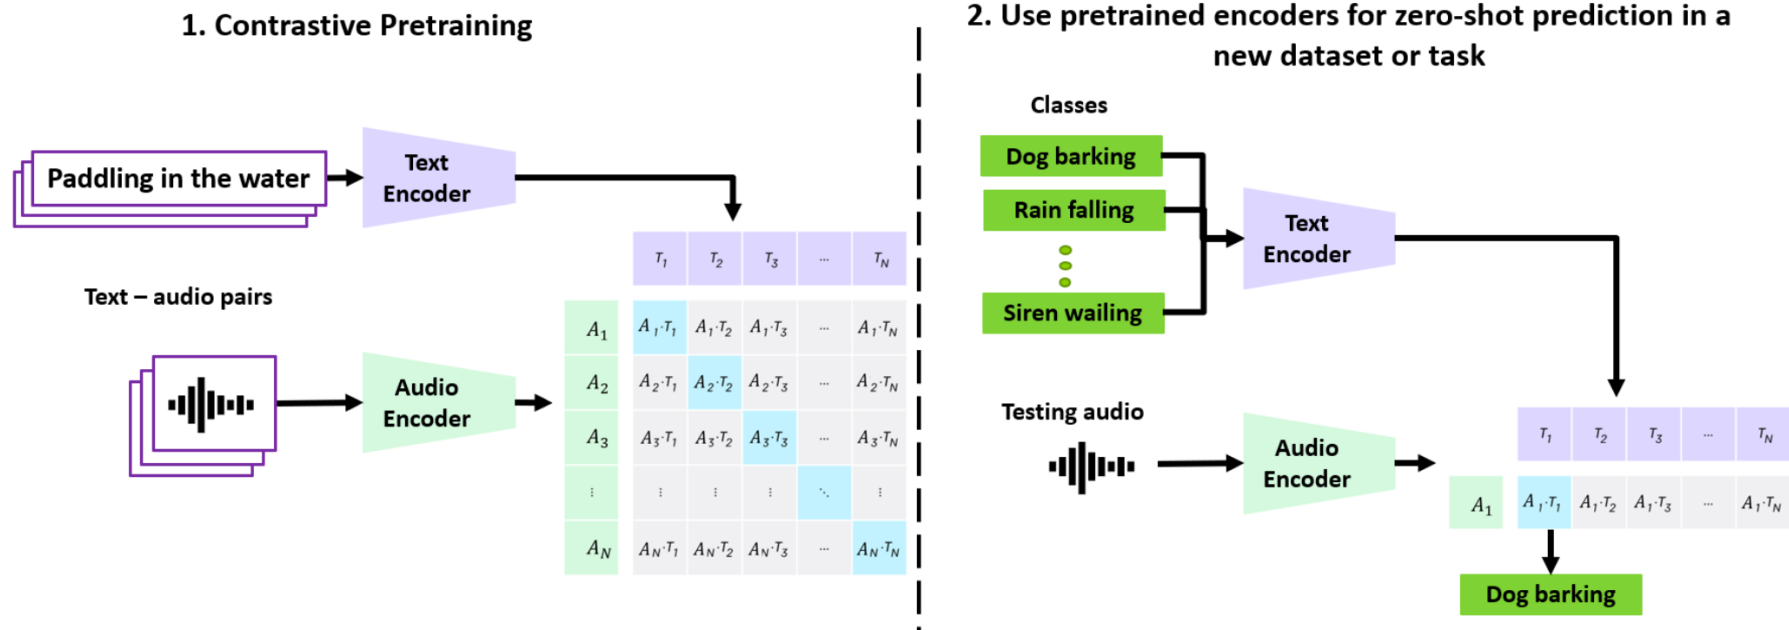 1. Contrastive Pretraining
Paddling in the water
Text
Encoder
Text – audio pairs
Audio
Encoder
T1 T2 T3 ... TN
A1 A1·T1 A1·T2 A1·T3 ... A1·TN
A2 A2·T1 A2·T2 A2·T3 ... A2·TN
A3 A3·T1 A3·T2 A3·T3 ... A3·TN
⋮ ⋮ ⋮ ⋮ ⋱ ⋮
AN AN·T1 AN·T2 AN·T3 ... AN·TN
2. Use pretrained encoders for zero-shot prediction in a
new dataset or task
Classes
Dog barking
Rain falling
Siren wailing
Text
Encoder
Testing audio
Audio
Encoder
T1 T2 T3 ... TN
A1 A1·T1 A1·T2 A1·T3 ... A1·TN
Dog barking